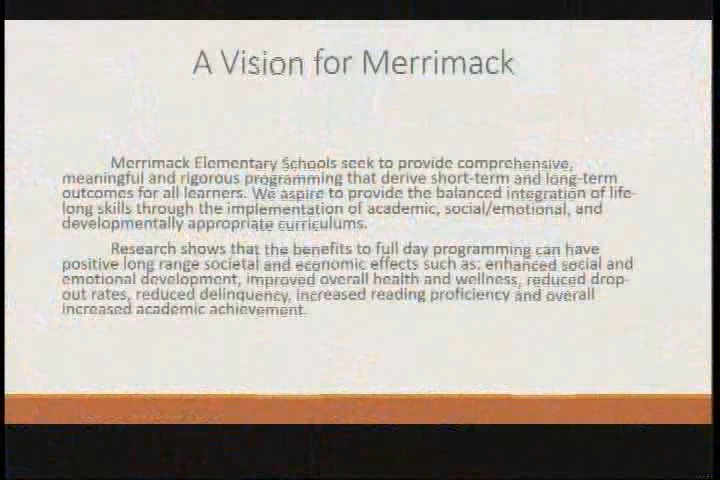 A Vision for Merrimack
Merrimack Elementary Schools seek to provide comprehensive,
meaningful and rigorous programming that derive short-term and long-term
outcomes for all learners. We aspire to provide the balanced integration of life-
long skills through the implementation of academic, social/emotional, and
developmentally appropriate curriculums.
Research shows that the benefits to full day programming can have
positive long range societal and economic effects such as: enhanced social and
emotional development, improved overall health and wellness, reduced drop-
out rates, reduced delinquency, increased reading proficiency and overall
increased academic achievement.